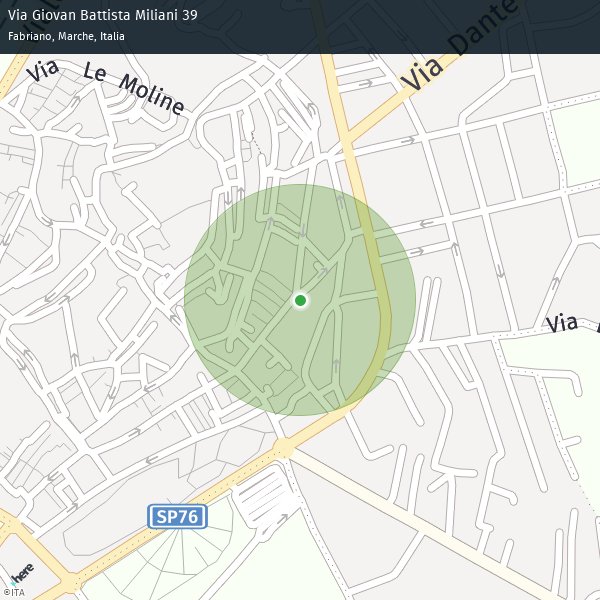 Via Giovan Battista Miliani 39
Fabriano, Marche, Italia
Via Le Moline
Via Dante
Via
SP76
here
©ITA